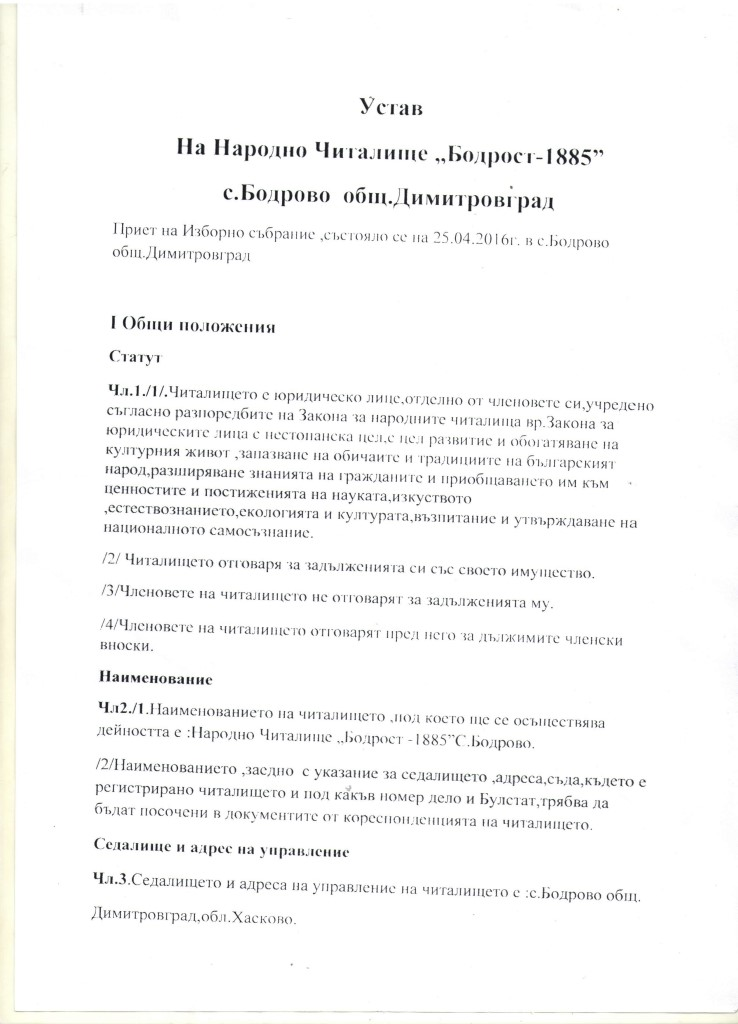 Устав
На Народно Читалище „Бодрост-1885”
с.Бодрово общ.Димитровград
Приет на Изборно събрание ,състояло се на 25.04.2016г. в с.Бодрово
общ.Димитровград
I Общи положения
Статут
Чл.1./1/.Читалището е юридическо лице,отделно от членовете си,учредено
съгласно разпоредбите на Закона за народните читалища вр.Закона за
юридическите лица с нестопанска цел,с цел развитие и обогатяване на
културния живот ,запазване на обичаите и традициите на българският
народ,разширяване знанията на гражданите и приобщаването им към
ценностите и постиженията на науката,изкуството
,естествознанието,екологията и културата,възпитание и утвърждаване на
националното самосъзнание.
/2/ Читалището отговаря за задълженията си със своето имущество.
/3/Членовете на читалището не отговарят за задълженията му.
/4/Членовете на читалището отговарят пред него за дължимите членски
вноски.
Наименование
Чл2./1.Наименованието на читалището ,под което ще се осъществява
дейността е :Народно Читалище „Бодрост -1885”С.Бодрово.
/2/Наименованието ,заедно с указание за седалището ,адреса,съда,където е
регистрирано читалището и под какъв номер дело и Булстат,трябва да
бъдат посочени в документите от кореспонденцията на читалището.
Седалище и адрес на управление
Чл.3.Седалището и адреса на управление на читалището е :с.Бодрово общ.
Димитровград,обл.Хасково.